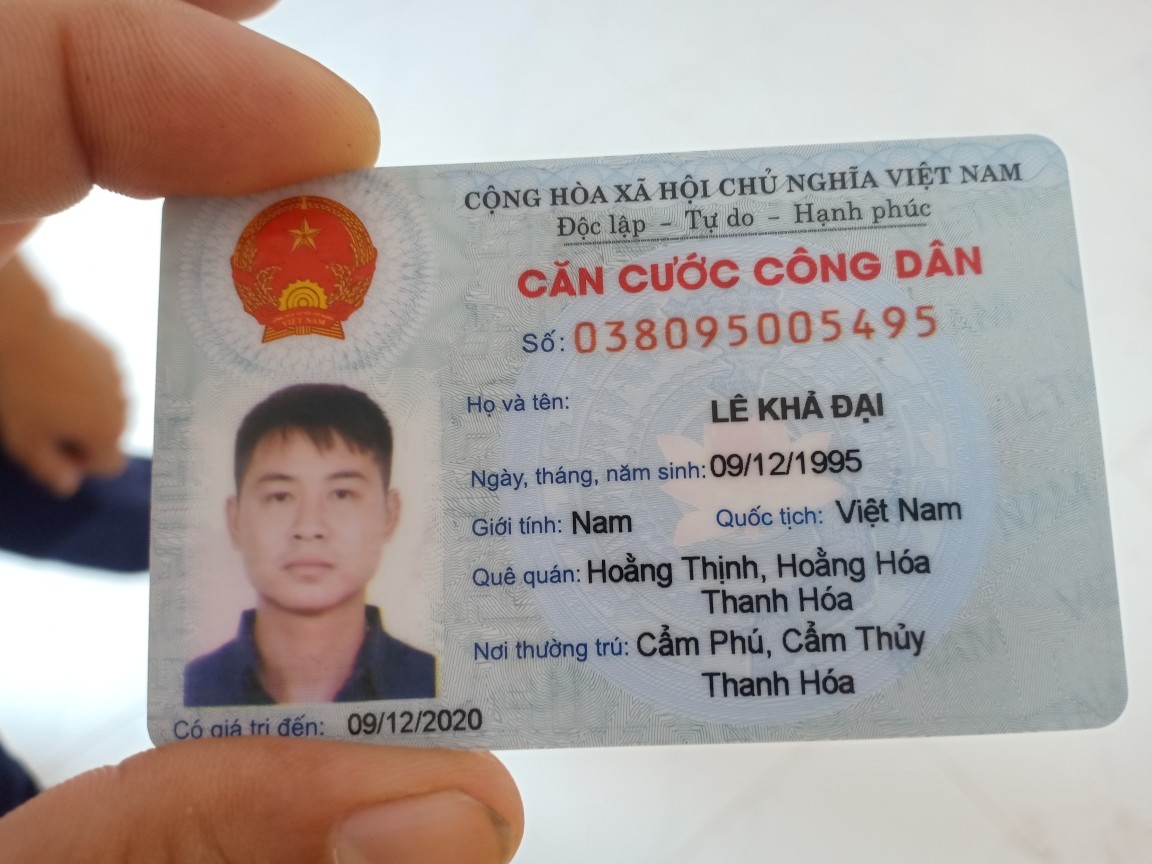 CỘNG HÒA XÃ HỘI CHỦ NGHĨA VIỆT NAM
Độc lập - Tự do - Hạnh phúc
CĂN CƯỚC CÔNG DÂN
Số: 038095005495
Họ và tên: LÊ KHẢ ĐẠI
Ngày, tháng, năm sinh: 09/12/1995
Giới tính: Nam Quốc tịch: Việt Nam
Quê quán: Hoằng Thịnh, Hoằng Hóa
Thanh Hóa
Nơi thường trú: Cẩm Phú, Cẩm Thủy
Thanh Hóa
Có giá trị đến: 09/12/2020
VIỆT NAM